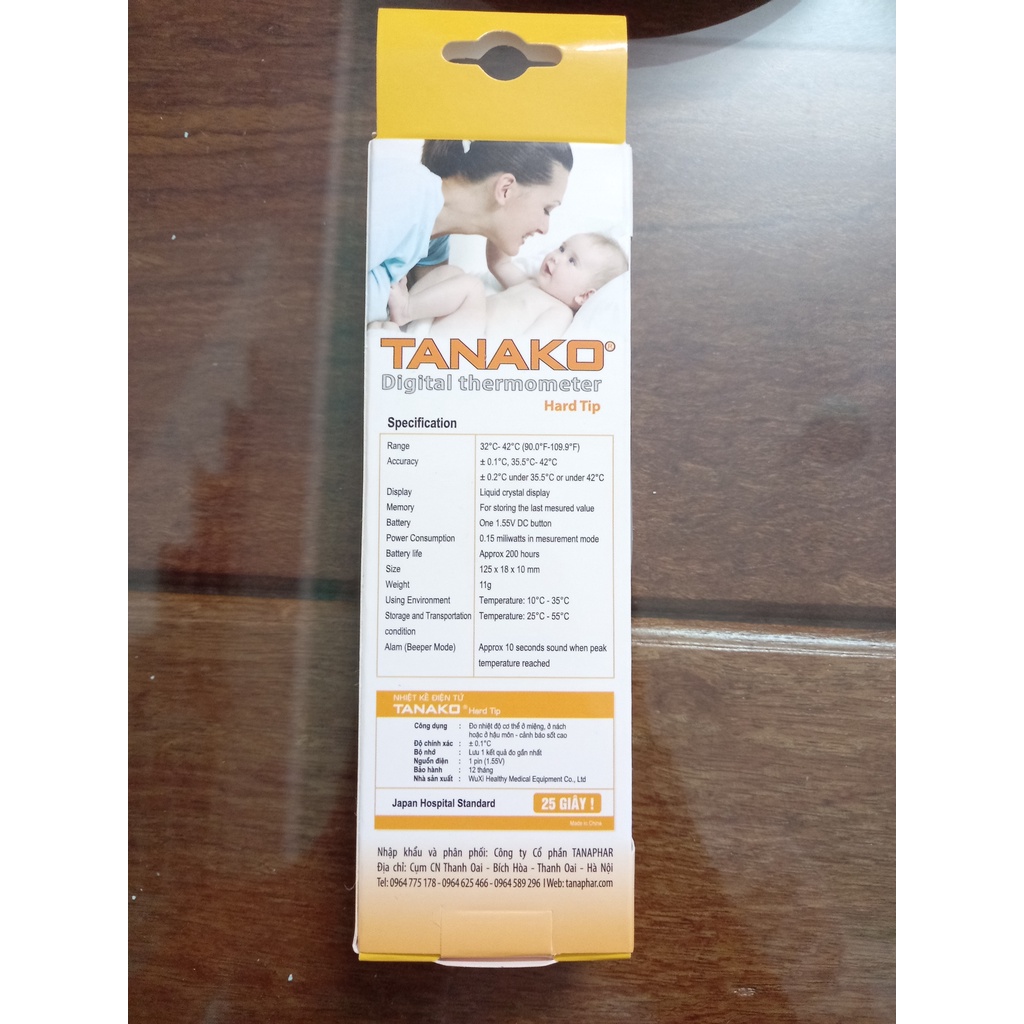 TANAKO®
Digital thermometer
Hard Tip
Specification
Range 32°C- 42°C (90.0°F-109.9°F)
Accuracy ± 0.1°C, 35.5°C- 42°C
± 0.2°C under 35.5°C or under 42°C
Display Liquid crystal display
Memory For storing the last mesured value
Battery One 1.55V DC button
Power Consumption 0.15 miliwatts in mesurement mode
Battery life Approx 200 hours
Size 125 x 18 x 10 mm
Weight 11g
Using Environment Temperature: 10°C - 35°C
Storage and Transportation Temperature: 25°C - 55°C
condition
Alam (Beeper Mode) Approx 10 seconds sound when peak
temperature reached
NHIỆT KẾ ĐIỆN TỬ
TANAKO® Hard Tip
Công dụng : Đo nhiệt độ cơ thể ở miệng, ở nách
hoặc ở hậu môn - cảnh báo sốt cao
Độ chính xác : ± 0.1°C
Bộ nhớ : Lưu 1 kết quả đo gần nhất
Nguồn điện : 1 pin (1.55V)
Bảo hành : 12 tháng
Nhà sản xuất : WuXi Healthy Medical Equipment Co., Ltd
Japan Hospital Standard 25 GIÂY !
Made in China
Nhập khẩu và phân phối: Công ty Cổ phần TANAPHAR
Địa chỉ: Cụm CN Thanh Oai - Bích Hòa - Thanh Oai - Hà Nội
Tel: 0964 775 178 - 0964 625 466 - 0964 589 296 I Web: tanaphar.com